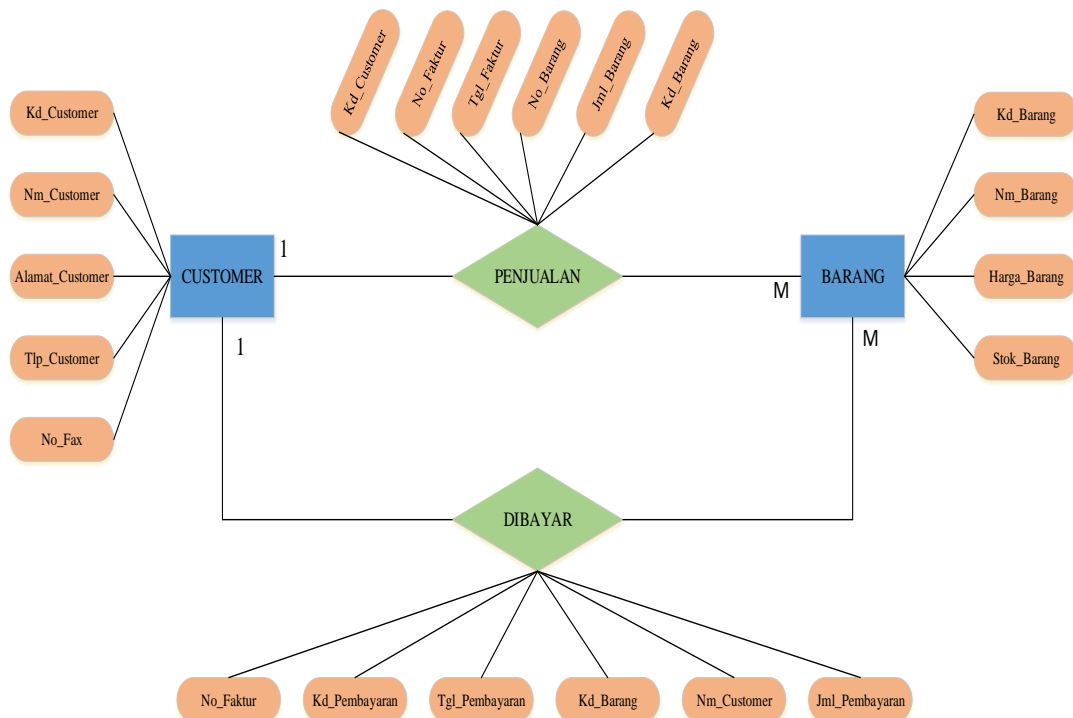 Kd_Customer
No_Faktur
Tgl_Faktur
No_Barang
Jml_Barang
Kd_Barang
Kd_Customer
Nm_Customer
Alamat_Customer
Tlp_Customer
No_Fax
CUSTOMER
1
PENJUALAN
M
BARANG
Kd_Barang
Nm_Barang
Harga_Barang
Stok_Barang
1
M
DIBAYAR
No_Faktur
Kd_Pembayaran
Tgl_Pembayaran
Kd_Barang
Nm_Customer
Jml_Pembayaran